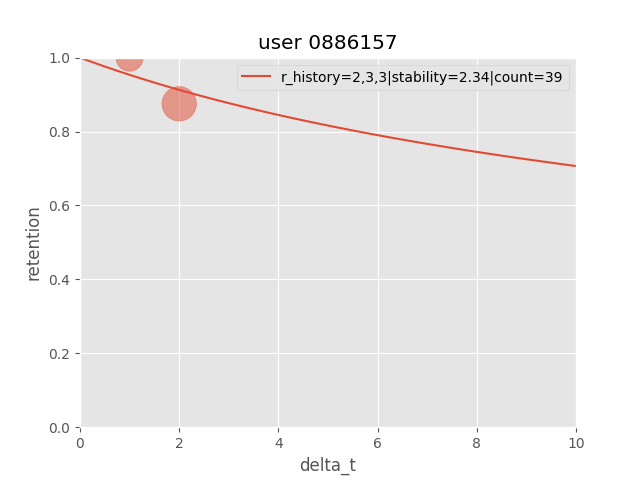 user 0886157
r_history=2,3,3|stability=2.34|count=39
retention
1.0
0.8
0.6
0.4
0.2
0.0
0 2 4 6 8 10
delta_t